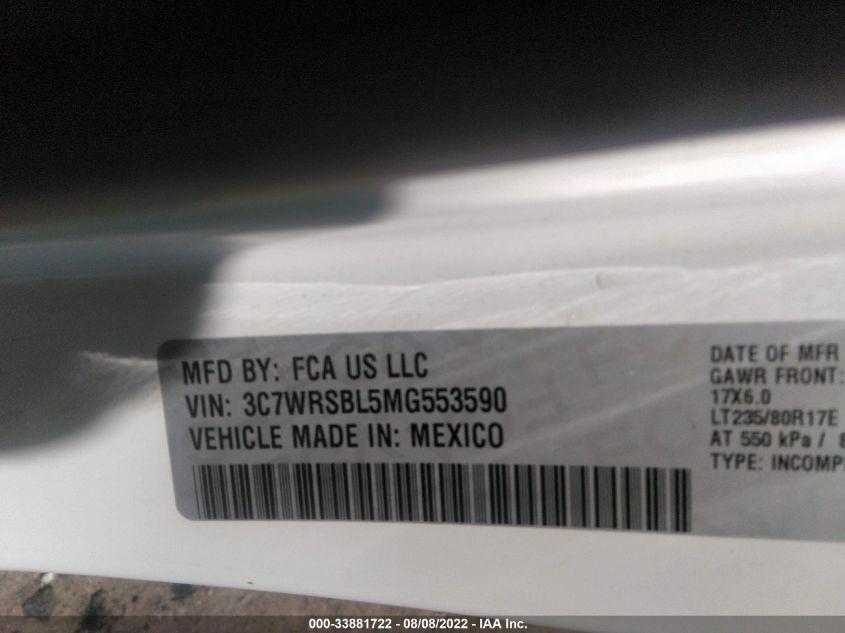 MFD BY: FCA US LLC
VIN: 3C7WRSBL5MG553590
VEHICLE MADE IN: MEXICO
DATE OF MFR
GAWR FRONT:
17X6.0
LT235/80R17E
AT 550 kPa /
TYPE: INCOMP
000-33881722 - 08/08/2022 - IAA Inc.